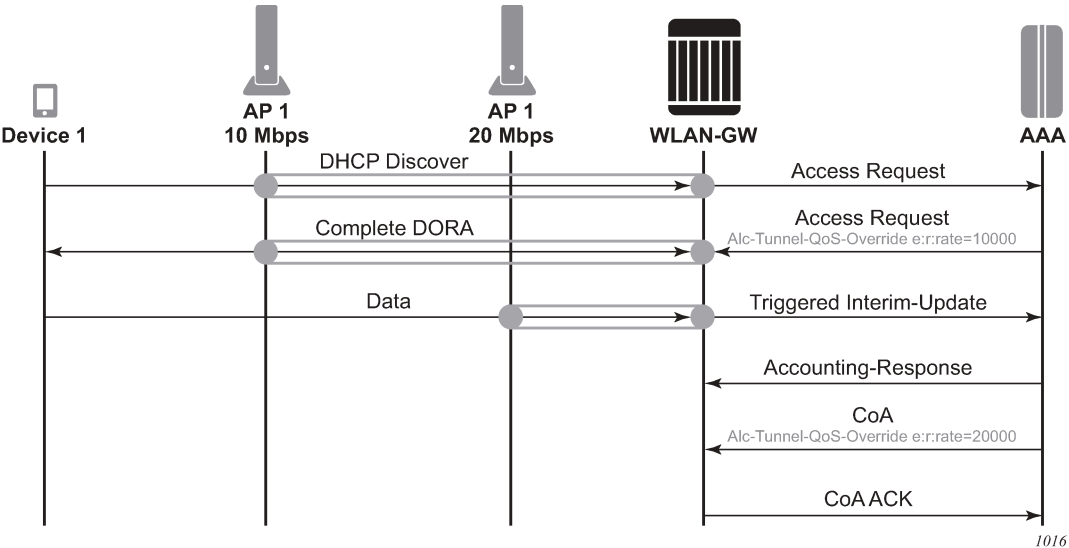 Device 1
AP 1
10 Mbps
AP 1
20 Mbps
WLAN-GW
AAA
DHCP Discover
Access Request
Complete DORA
Access Request
Alc-Tunnel-QoS-Override e:r:rate=10000
Data
Triggered Interim-Update
Accounting-Response
CoA
Alc-Tunnel-QoS-Override e:r:rate=20000
CoA ACK
1016